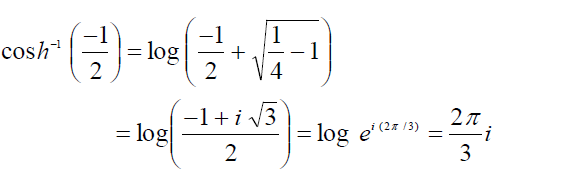 cosh⁻¹ (−1/2) = log (−1/2 + √(1/4 − 1))
= log ((−1 + i √3)/2) = log e^{i (2π /3)} = 2π/3 i